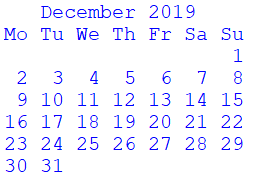 December 2019
Mo Tu We Th Fr Sa Su
                   1
 2  3  4  5  6  7  8
 9 10 11 12 13 14 15
16 17 18 19 20 21 22
23 24 25 26 27 28 29
30 31